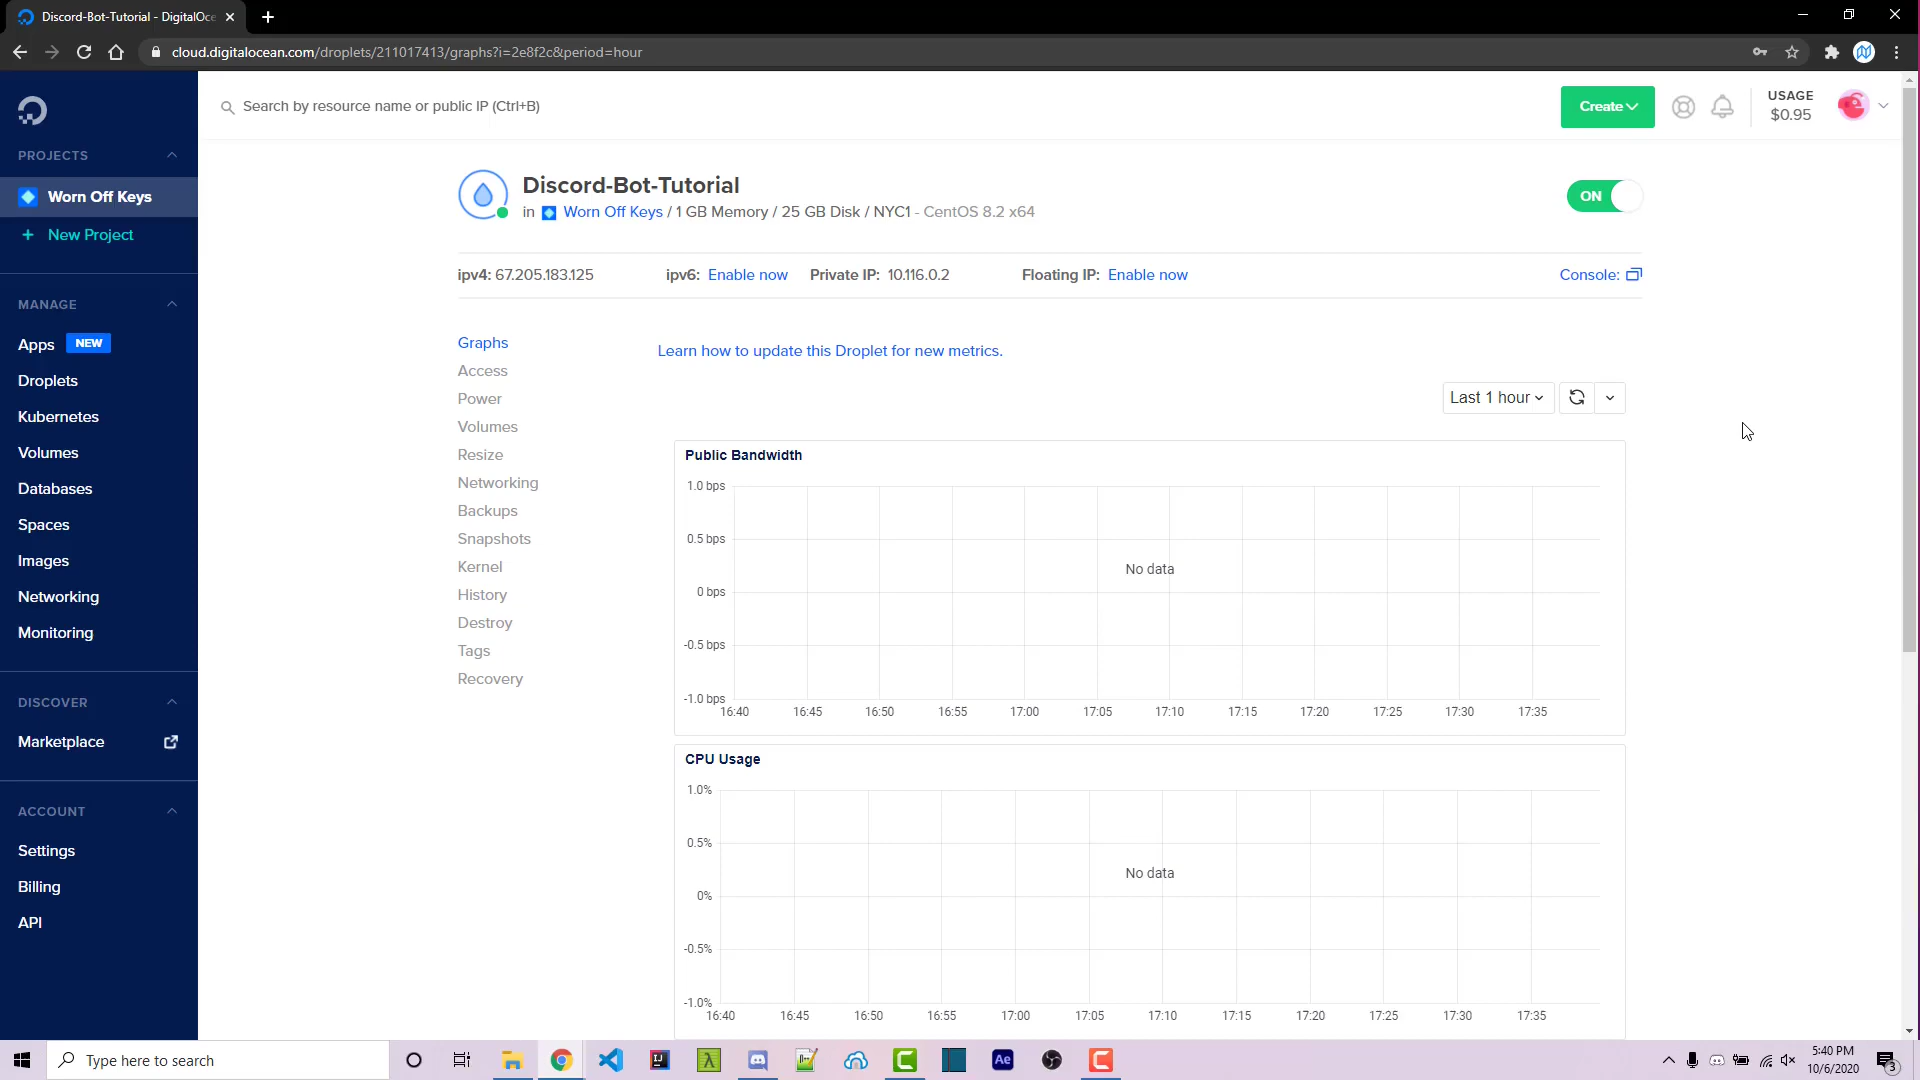 Discord-Bot-Tutorial - DigitalOce
cloud.digitalocean.com/droplets/211017413/graphs?i=2e8f2c&period=hour
Search by resource name or public IP (Ctrl+B)
Create
USAGE
$0.95
PROJECTS
Worn Off Keys
+ New Project
MANAGE
Apps NEW
Droplets
Kubernetes
Volumes
Databases
Spaces
Images
Networking
Monitoring
DISCOVER
Marketplace
ACCOUNT
Settings
Billing
API
Discord-Bot-Tutorial
in Worn Off Keys / 1 GB Memory / 25 GB Disk / NYC1 - CentOS 8.2 x64
ON
ipv4: 67.205.183.125 ipv6: Enable now Private IP: 10.116.0.2 Floating IP: Enable now Console:
Graphs
Access
Power
Volumes
Resize
Networking
Backups
Snapshots
Kernel
History
Destroy
Tags
Recovery
Learn how to update this Droplet for new metrics.
Last 1 hour
Public Bandwidth
1.0 bps
0.5 bps
No data
0 bps
-0.5 bps
-1.0 bps
16:40 16:45 16:50 16:55 17:00 17:05 17:10 17:15 17:20 17:25 17:30 17:35
CPU Usage
1.0%
0.5%
No data
0%
-0.5%
-1.0%
16:40 16:45 16:50 16:55 17:00 17:05 17:10 17:15 17:20 17:25 17:30 17:35
Type here to search
IJ
λ
Ae
5:40 PM
10/6/2020
3